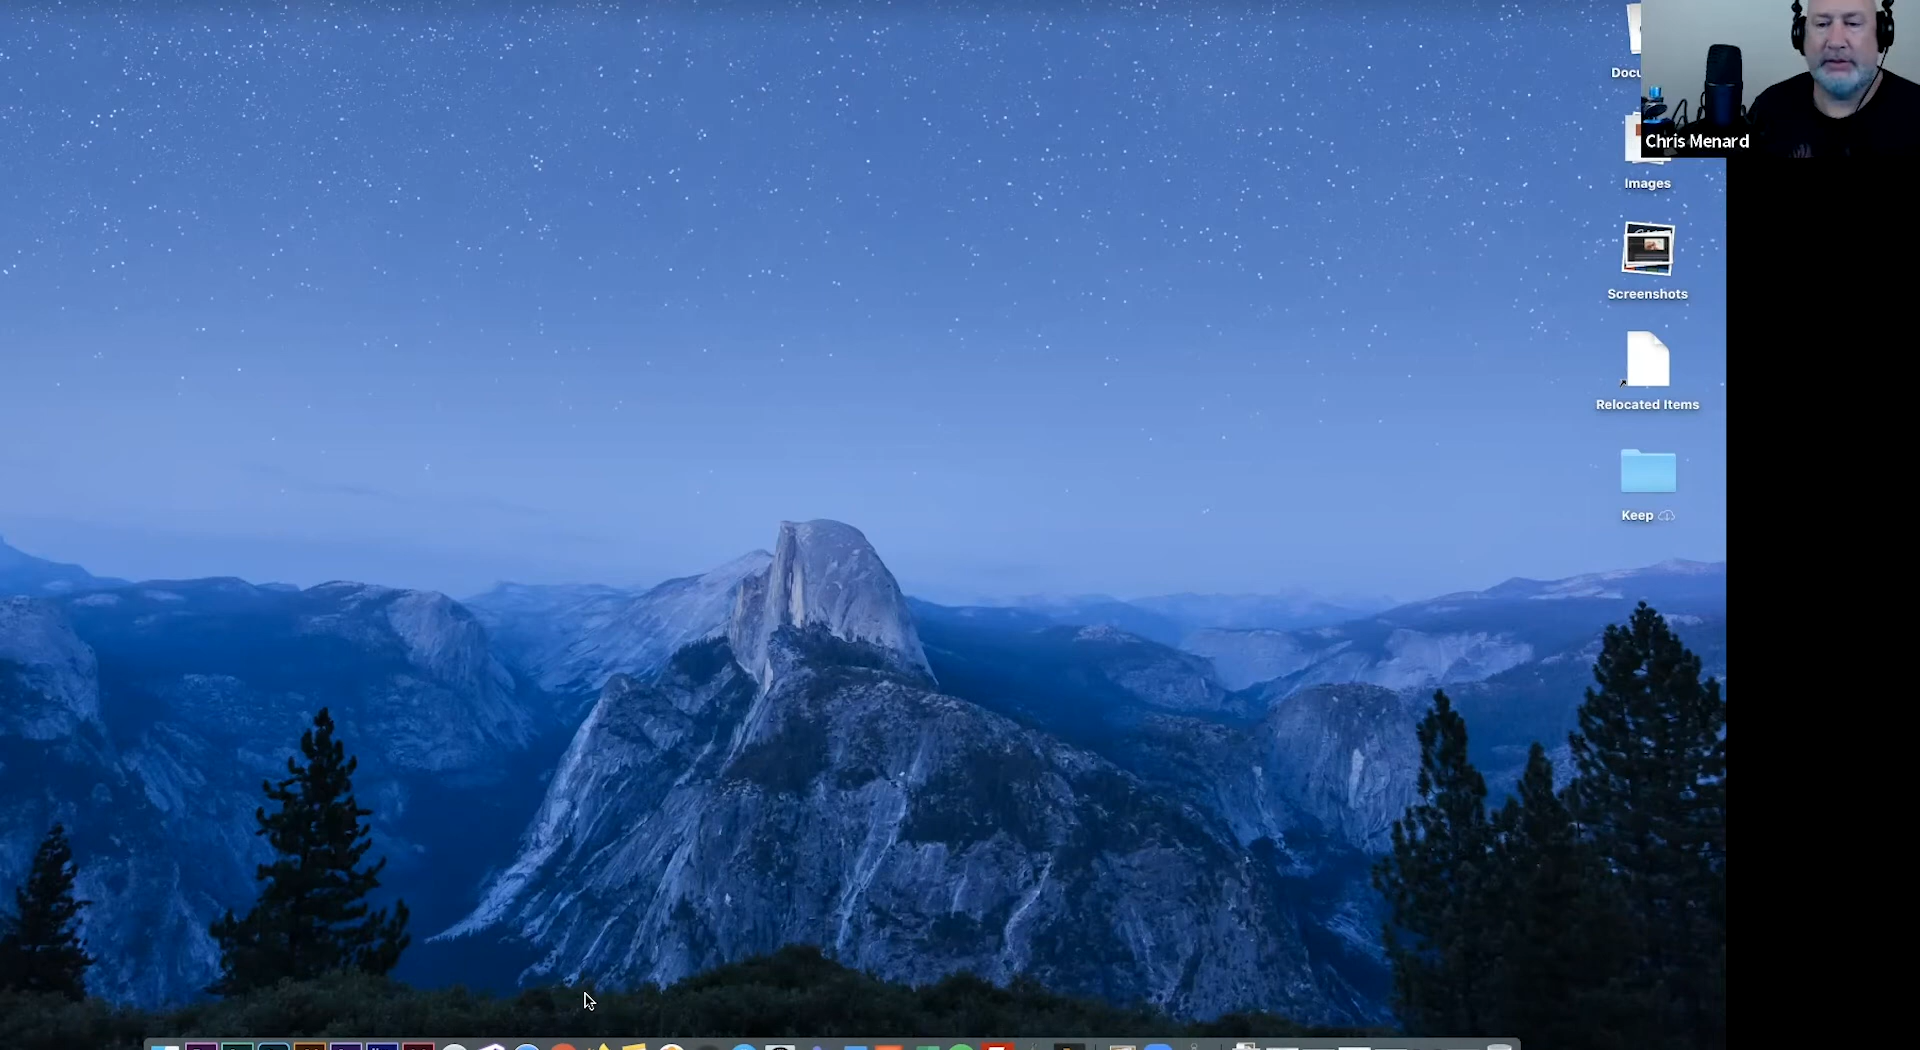 Docu
Chris Menard
Images
Screenshots
Relocated Items
Keep